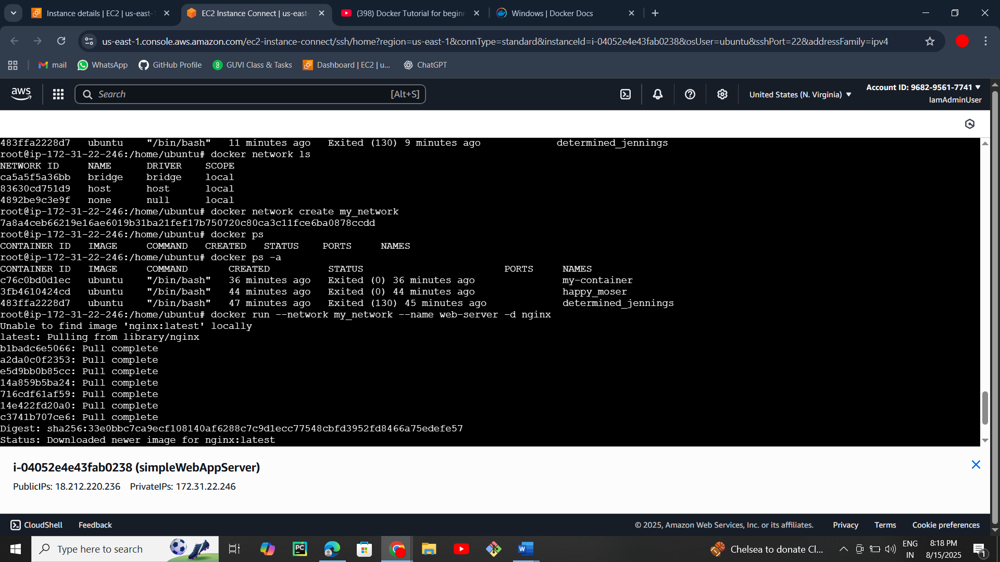 Instance details | EC2 | us-east-1
EC2 Instance Connect | us-east-
(398) Docker Tutorial for beginn
Windows | Docker Docs
us-east-1.console.aws.amazon.com/ec2-instance-connect/ssh/home?region=us-east-1&connType=standard&instanceId=i-04052e4e43fab0238&osUser=ubuntu&sshPort=22&addressFamily=ipv4
mail
WhatsApp
GitHub Profile
GUVI Class & Tasks
Dashboard | EC2 | u...
ChatGPT
aws
Search
[Alt+S]
United States (N. Virginia)
Account ID: 9682-9561-7741
IamAdminUser
483ffa2228d7 ubuntu "/bin/bash" 11 minutes ago Exited (130) 9 minutes ago determined_jennings
root@ip-172-31-22-246:/home/ubuntu# docker network ls
NETWORK ID NAME DRIVER SCOPE
ca5a5f5a36bb bridge bridge local
83630cd751d9 host host local
4892be9c3e9f none null local
root@ip-172-31-22-246:/home/ubuntu# docker network create my_network
7a8a4ceb66219e16ae6019b31ba21fef17b750720c80ca3c11fce6ba0878ccdd
root@ip-172-31-22-246:/home/ubuntu# docker ps
CONTAINER ID IMAGE COMMAND CREATED STATUS PORTS NAMES
root@ip-172-31-22-246:/home/ubuntu# docker ps -a
CONTAINER ID IMAGE COMMAND CREATED STATUS PORTS NAMES
c76c0bd0d1ec ubuntu "/bin/bash" 36 minutes ago Exited (0) 36 minutes ago my-container
3fb4610424cd ubuntu "/bin/bash" 44 minutes ago Exited (0) 44 minutes ago happy_moser
483ffa2228d7 ubuntu "/bin/bash" 47 minutes ago Exited (130) 45 minutes ago determined_jennings
root@ip-172-31-22-246:/home/ubuntu# docker run --network my_network --name web-server -d nginx
Unable to find image 'nginx:latest' locally
latest: Pulling from library/nginx
b1badc6e5066: Pull complete
a2da0c0f2353: Pull complete
e5d9bb0b85cc: Pull complete
14a859b5ba24: Pull complete
716cdf61af59: Pull complete
14e422fd20a0: Pull complete
c3741b707ce6: Pull complete
Digest: sha256:33e0bbc7ca9ecf108140af6288c7c9d1ecc77548cbfd3952fd8466a75edefe57
Status: Downloaded newer image for nginx:latest
i-04052e4e43fab0238 (simpleWebAppServer)
PublicIPs: 18.212.220.236 PrivateIPs: 172.31.22.246
CloudShell
Feedback
© 2025, Amazon Web Services, Inc. or its affiliates.
Privacy
Terms
Cookie preferences
Type here to search
Chelsea to donate Cl...
ENG
IN
8:18 PM
8/15/2025
1